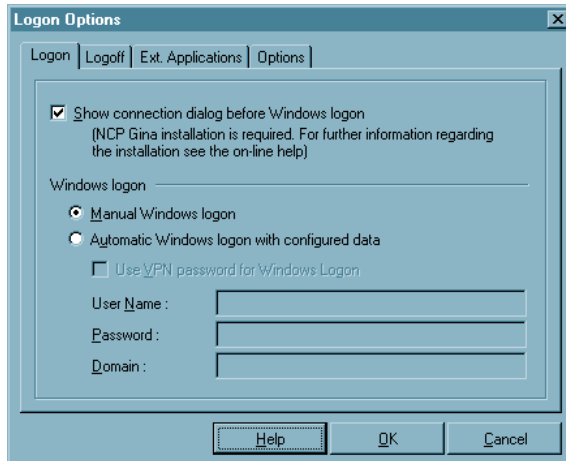 Logon Options
Logon Logoff Ext. Applications Options
Show connection dialog before Windows logon
(NCP Gina installation is required. For further information regarding
the installation see the on-line help)
Windows logon
Manual Windows logon
Automatic Windows logon with configured data
Use VPN password for Windows Logon
User Name :
Password :
Domain :
Help OK Cancel